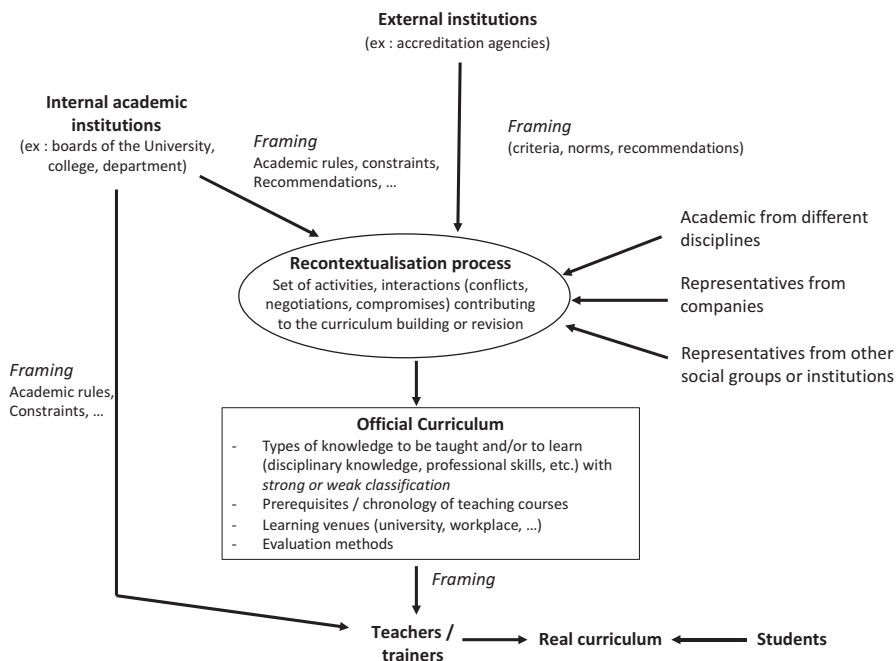 External institutions
(ex : accreditation agencies)
Internal academic
institutions
(ex : boards of the University,
college, department)
Framing
Academic rules, constraints,
Recommendations, …
Framing
(criteria, norms, recommendations)
Academic from different
disciplines
Recontextualisation process
Set of activities, interactions (conflicts,
negotiations, compromises) contributing
to the curriculum building or revision
Representatives from
companies
Representatives from other
social groups or institutions
Framing
Academic rules,
Constraints, …
Official Curriculum
- Types of knowledge to be taught and/or to learn
(disciplinary knowledge, professional skills, etc.) with
strong or weak classification
- Prerequisites / chronology of teaching courses
- Learning venues (university, workplace, …)
- Evaluation methods
Framing
Teachers /
trainers
Real curriculum
Students